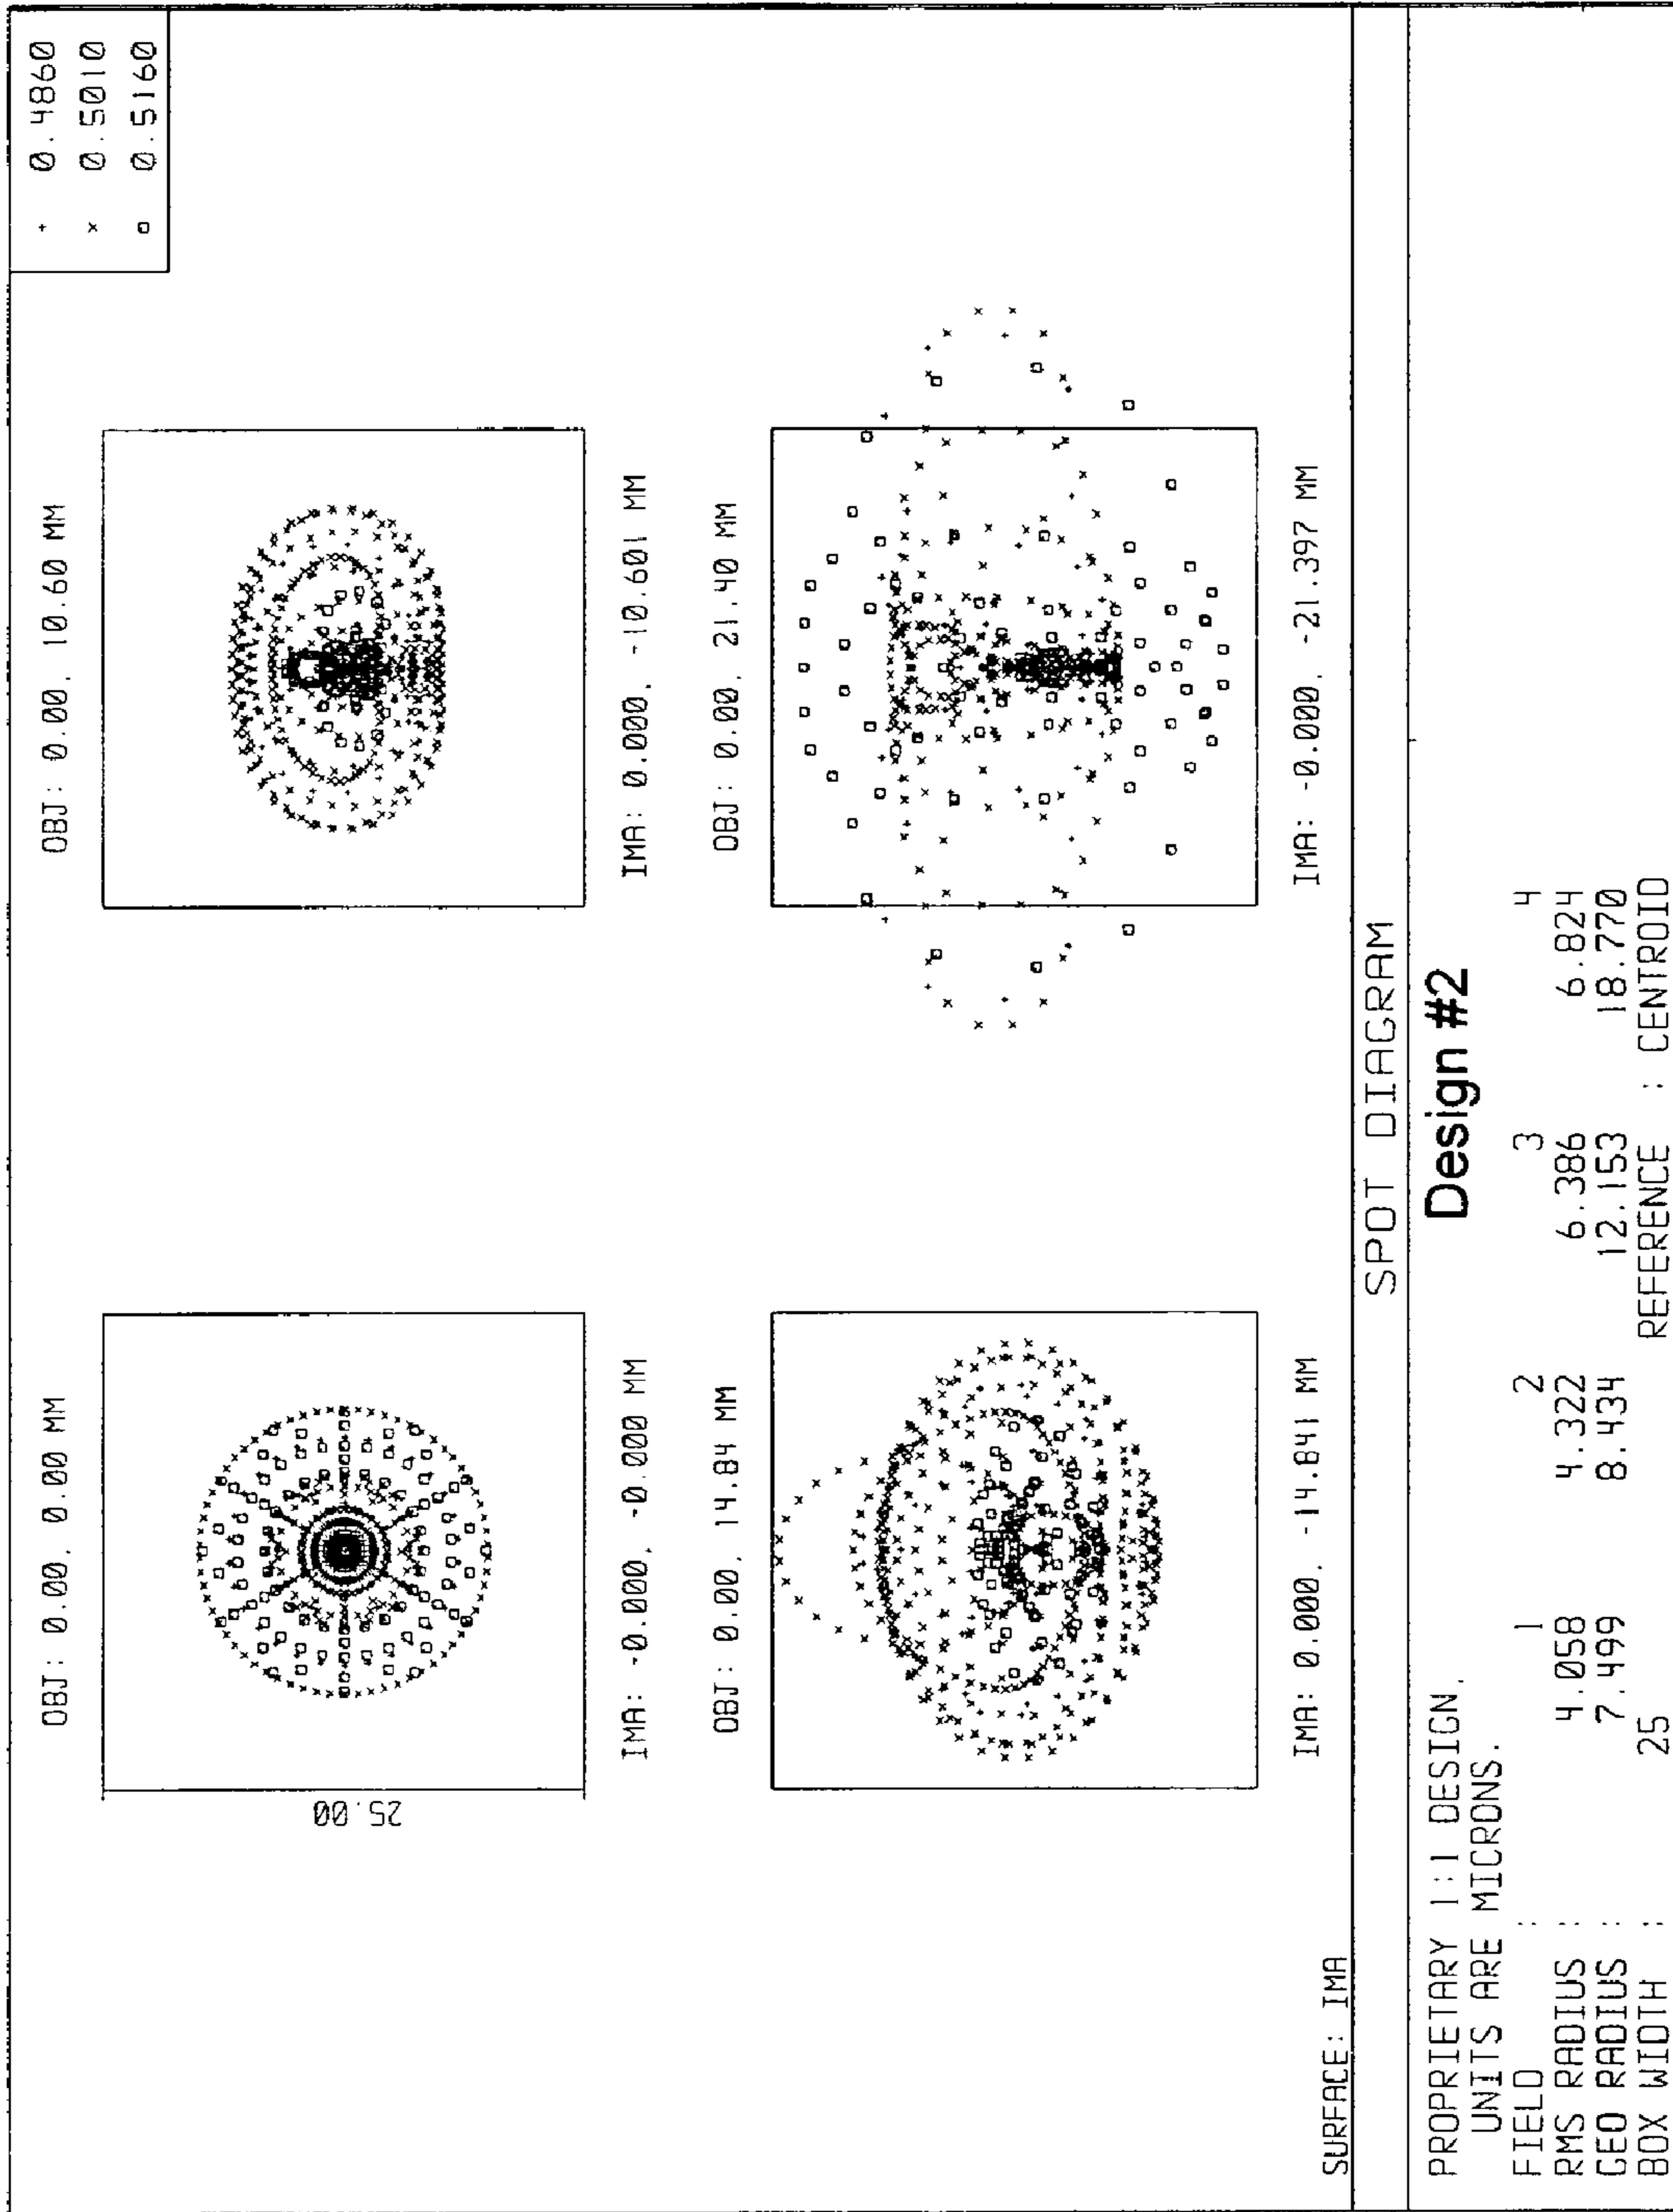 + 0.4860
× 0.5010
□ 0.5160
OBJ: 0.00, 0.00 MM
OBJ: 0.00, 10.60 MM
25.00
IMA: -0.000, -0.000 MM
IMA: 0.000, -10.601 MM
OBJ: 0.00, 14.84 MM
OBJ: 0.00, 21.40 MM
IMA: 0.000, -14.841 MM
IMA: -0.000, -21.397 MM
SURFACE: IMA
SPOT DIAGRAM
Design #2
PROPRIETARY 1:1 DESIGN.
UNITS ARE MICRONS.
FIELD : 1 2 3 4
RMS RADIUS : 4.058 4.322 6.386 6.824
GEO RADIUS : 7.499 8.434 12.153 18.770
BOX WIDTH : 25 REFERENCE : CENTROID